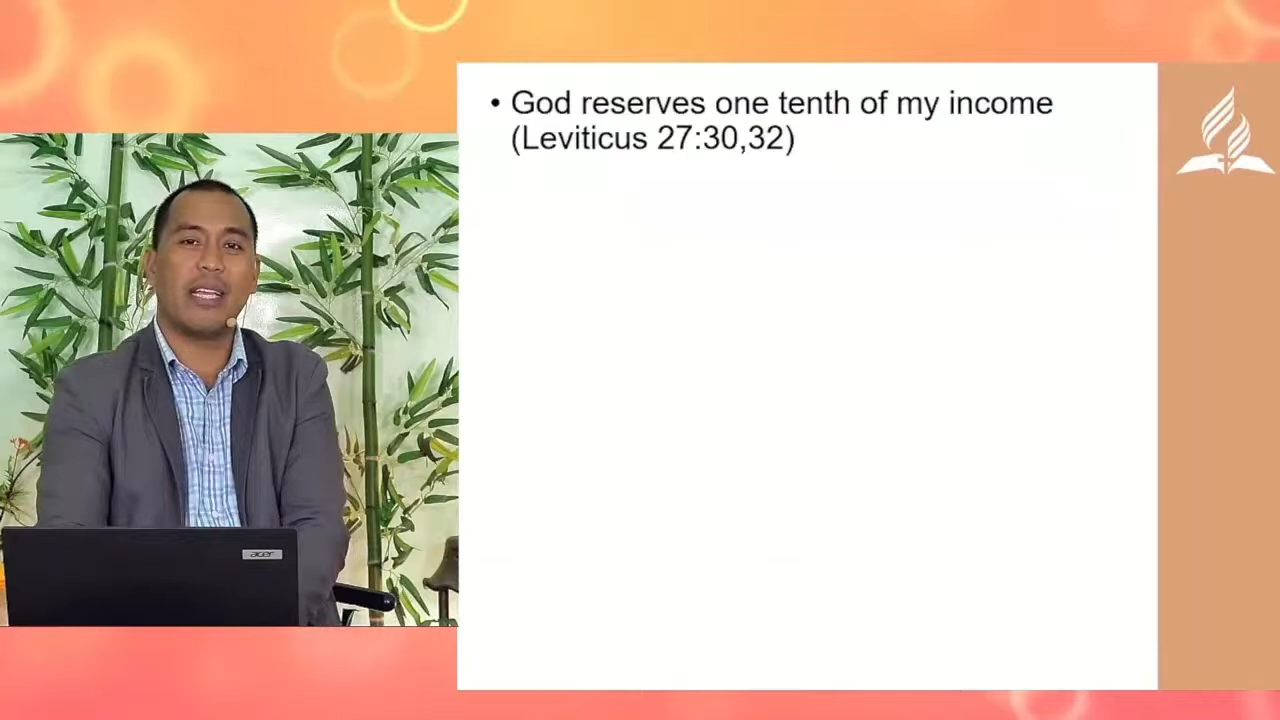 • God reserves one tenth of my income
(Leviticus 27:30,32)
acer